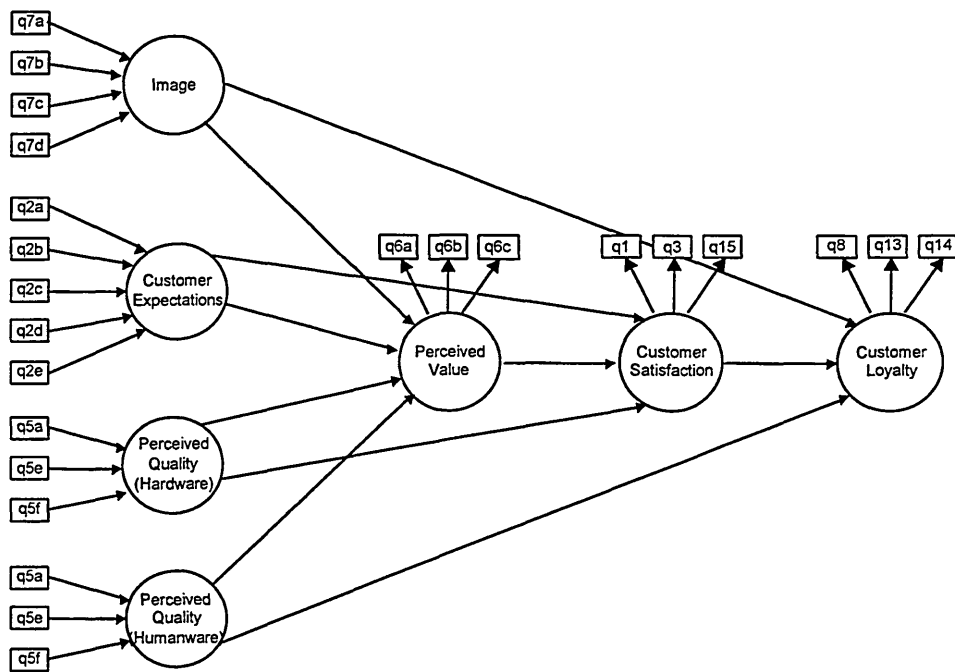 q7a
q7b
q7c
q7d
Image
q2a
q2b
q2c
q2d
q2e
Customer
Expectations
q6a
q6b
q6c
q1
q3
q15
q8
q13
q14
Perceived
Value
Customer
Satisfaction
Customer
Loyalty
q5a
q5e
q5f
Perceived
Quality
(Hardware)
q5a
q5e
q5f
Perceived
Quality
(Humanware)